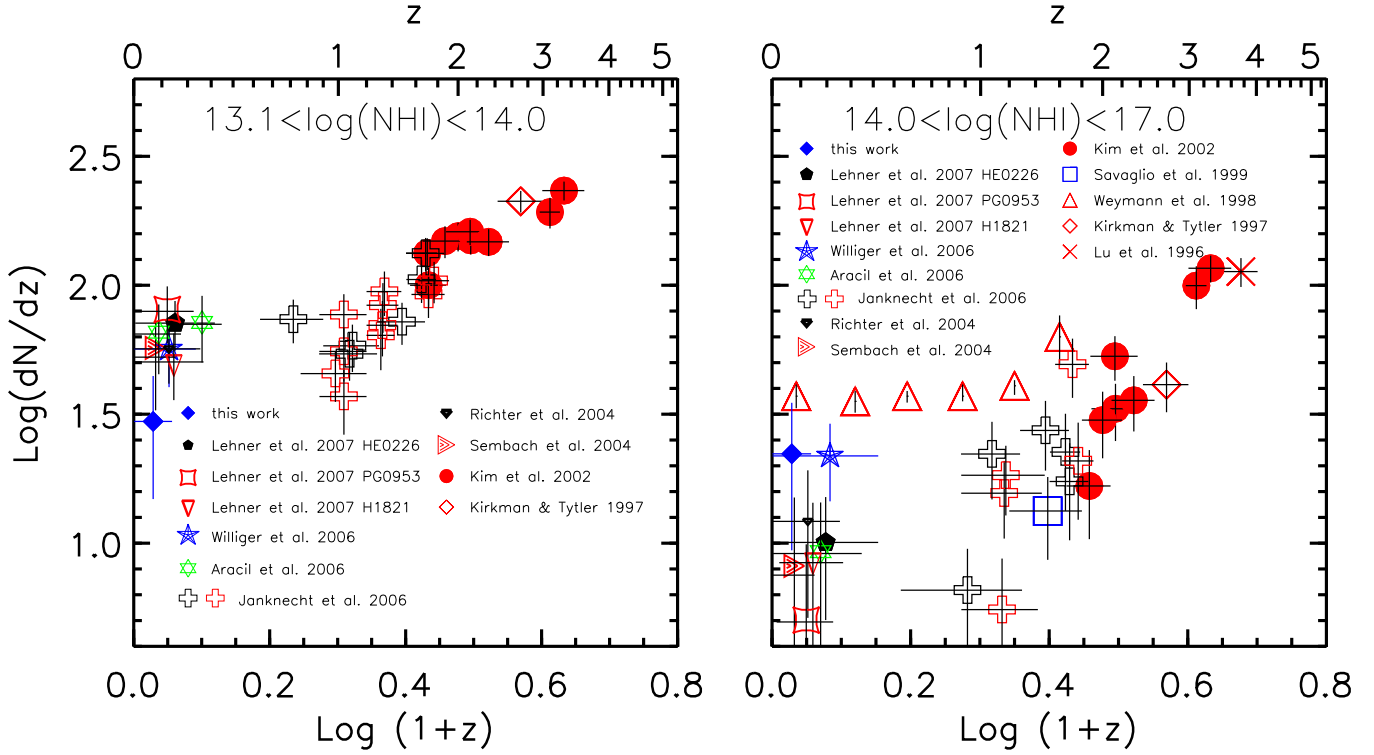 z
0 1 2 3 4 5
13.1<log(NHI)<14.0
Log(dN/dz)
2.5
2.0
1.5
1.0
this work
Lehner et al. 2007 HE0226
Lehner et al. 2007 PG0953
Lehner et al. 2007 H1821
Williger et al. 2006
Aracil et al. 2006
Janknecht et al. 2006
Richter et al. 2004
Sembach et al. 2004
Kim et al. 2002
Kirkman & Tytler 1997
0.0 0.2 0.4 0.6 0.8
Log (1+z)
z
0 1 2 3 4 5
14.0<log(NHI)<17.0
this work
Lehner et al. 2007 HE0226
Lehner et al. 2007 PG0953
Lehner et al. 2007 H1821
Williger et al. 2006
Aracil et al. 2006
Janknecht et al. 2006
Richter et al. 2004
Sembach et al. 2004
Kim et al. 2002
Savaglio et al. 1999
Weymann et al. 1998
Kirkman & Tytler 1997
Lu et al. 1996
0.0 0.2 0.4 0.6 0.8
Log (1+z)